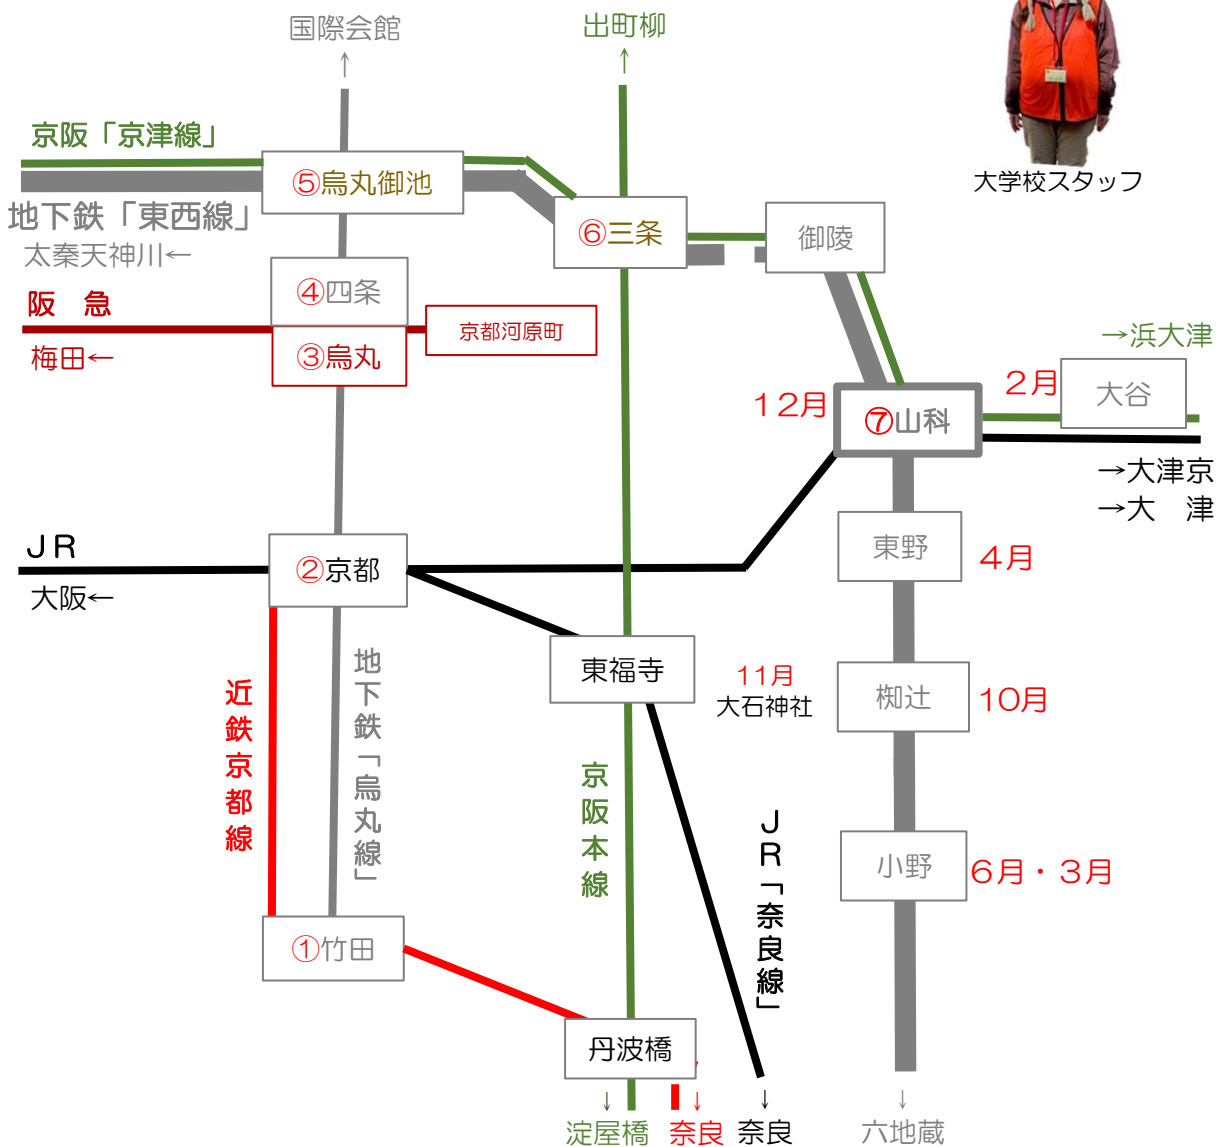 国際会館
↑
出町柳
↑
大学校スタッフ
京阪「京津線」
⑤烏丸御池
地下鉄「東西線」
太秦天神川←
⑥三条
御陵
④四条
阪　急
梅田←
③烏丸
京都河原町
→浜大津
2月
大谷
12月
⑦山科
→大津京
→大　津
JR
大阪←
②京都
東野
4月
東福寺
11月
大石神社
椥辻
10月
近鉄京都線
地下鉄「烏丸線」
京阪本線
JR「奈良線」
小野
6月・3月
①竹田
丹波橋
↓
淀屋橋
↓
奈良
↓
奈良
↓
六地蔵